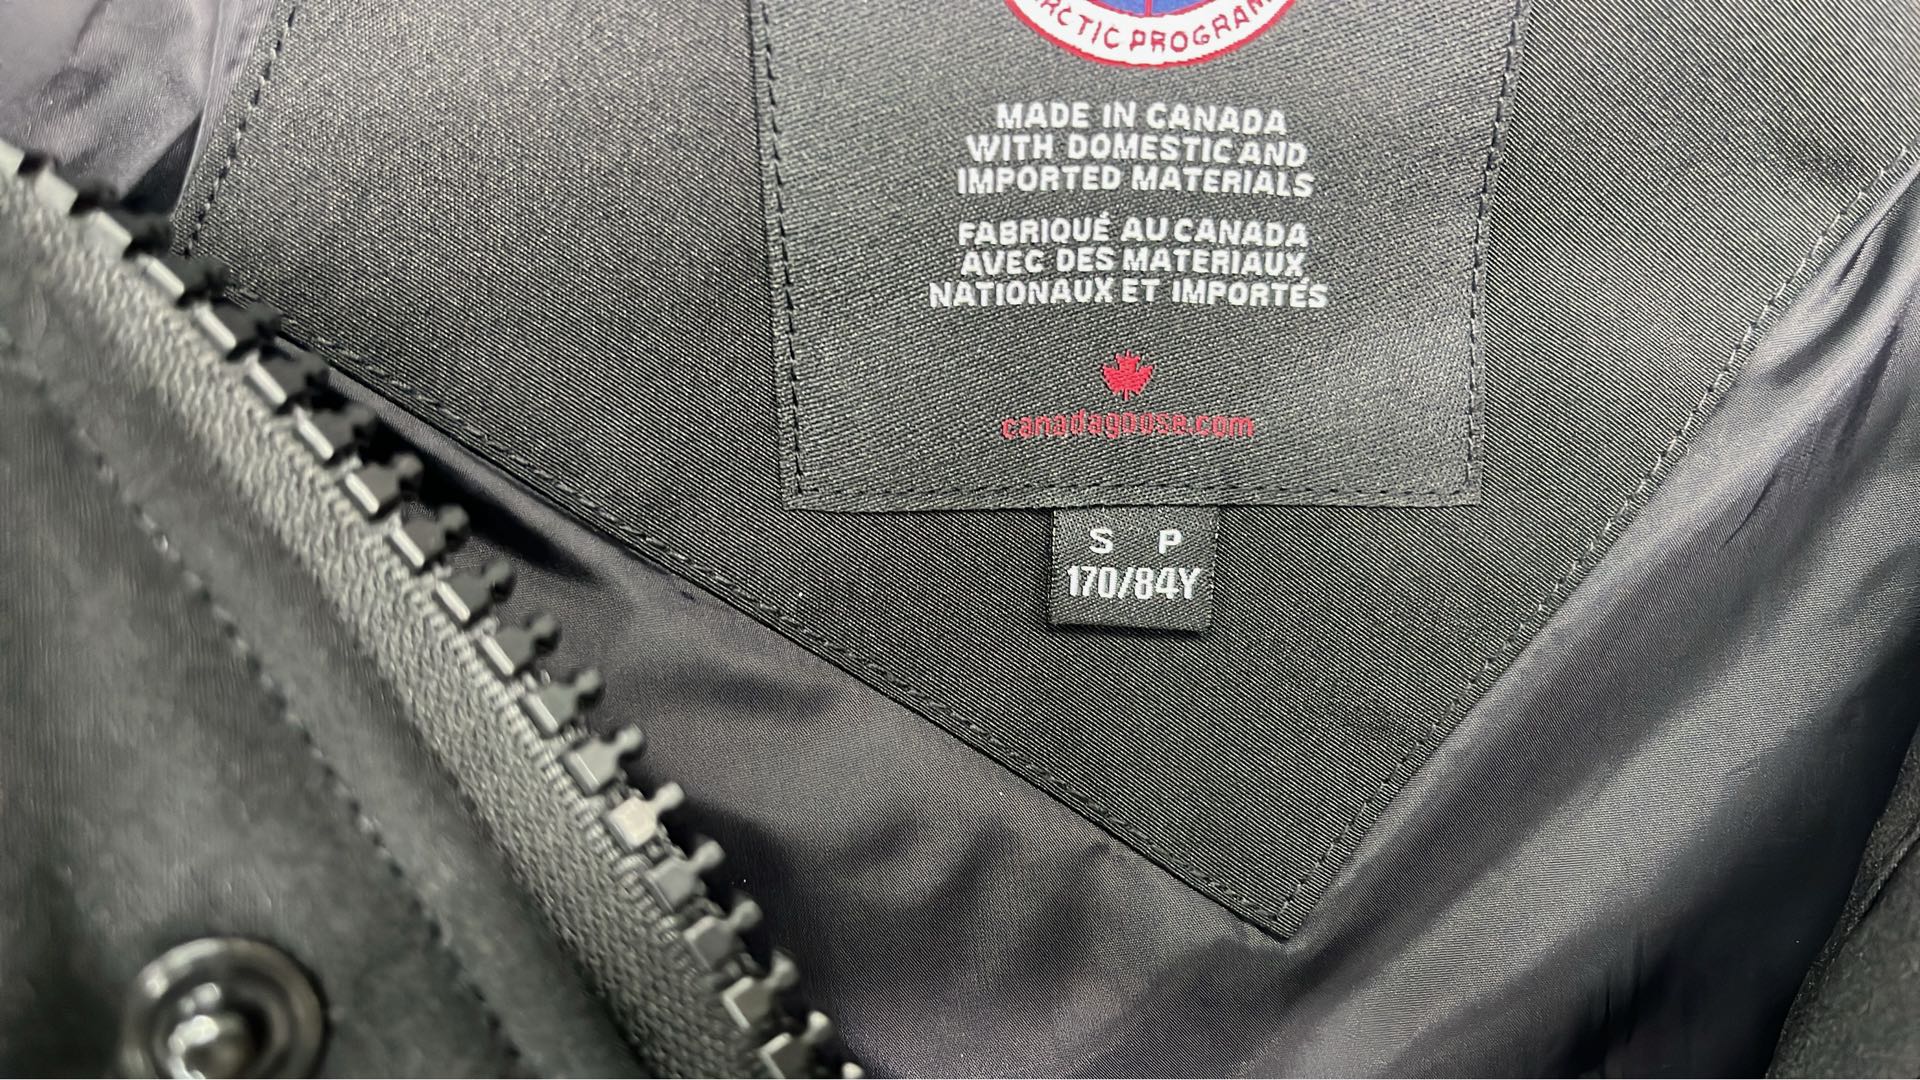 ARCTIC PROGRAM
MADE IN CANADA
WITH DOMESTIC AND
IMPORTED MATERIALS
FABRIQUÉ AU CANADA
AVEC DES MATERIAUX
NATIONAUX ET IMPORTÉS
canadagoose.com
S P
170/84Y